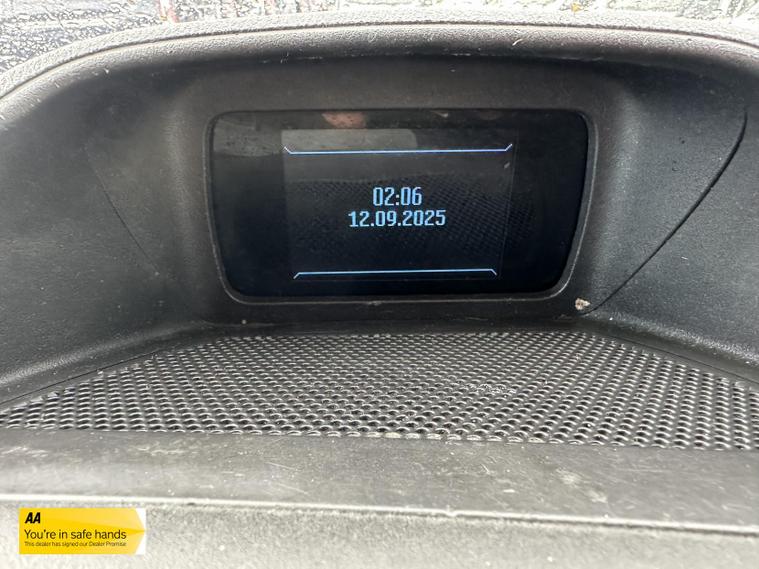 02:06
12.09.2025
AA
You're in safe hands
This dealer has signed our Dealer Promise